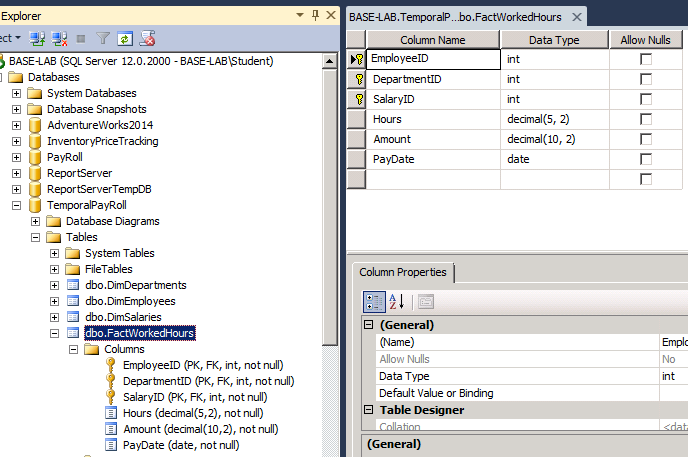 Explorer
ect
BASE-LAB (SQL Server 12.0.2000 - BASE-LAB\Student)
Databases
System Databases
Database Snapshots
AdventureWorks2014
InventoryPriceTracking
PayRoll
ReportServer
ReportServerTempDB
TemporalPayRoll
Database Diagrams
Tables
System Tables
FileTables
dbo.DimDepartments
dbo.DimEmployees
dbo.DimSalaries
dbo.FactWorkedHours
Columns
EmployeeID (PK, FK, int, not null)
DepartmentID (PK, FK, int, not null)
SalaryID (PK, FK, int, not null)
Hours (decimal(5,2), not null)
Amount (decimal(10,2), not null)
PayDate (date, not null)
BASE-LAB.TemporalP...bo.FactWorkedHours
Column Name Data Type Allow Nulls
EmployeeID int
DepartmentID int
SalaryID int
Hours decimal(5, 2)
Amount decimal(10, 2)
PayDate date
Column Properties
(General)
(Name) Emplo
Allow Nulls No
Data Type int
Default Value or Binding
Table Designer
Collation <data
(General)